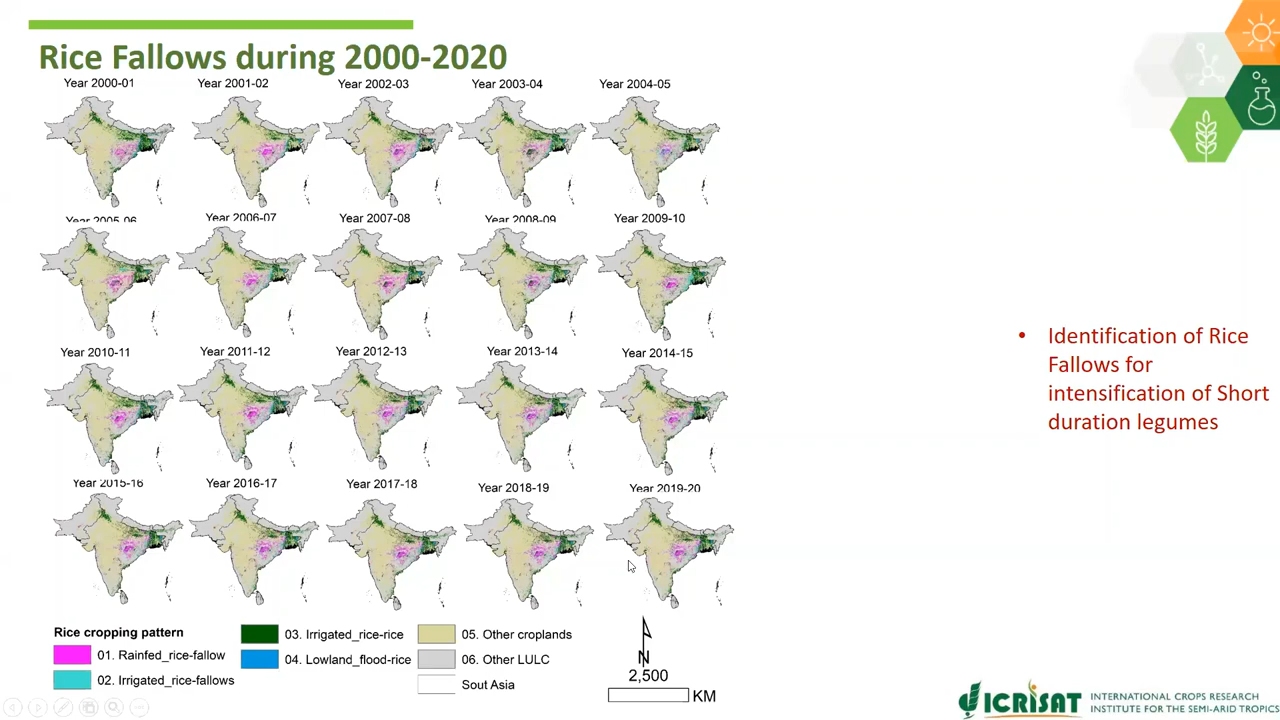 Rice Fallows during 2000-2020
Year 2000-01
Year 2001-02
Year 2002-03
Year 2003-04
Year 2004-05
Year 2005-06
Year 2006-07
Year 2007-08
Year 2008-09
Year 2009-10
Year 2010-11
Year 2011-12
Year 2012-13
Year 2013-14
Year 2014-15
Year 2015-16
Year 2016-17
Year 2017-18
Year 2018-19
Year 2019-20
• Identification of Rice
Fallows for
intensification of Short
duration legumes
Rice cropping pattern
01. Rainfed_rice-fallow
02. Irrigated_rice-fallows
03. Irrigated_rice-rice
04. Lowland_flood-rice
05. Other croplands
06. Other LULC
Sout Asia
N
2,500
KM
ICRISAT
INTERNATIONAL CROPS RESEARCH
INSTITUTE FOR THE SEMI-ARID TROPICS